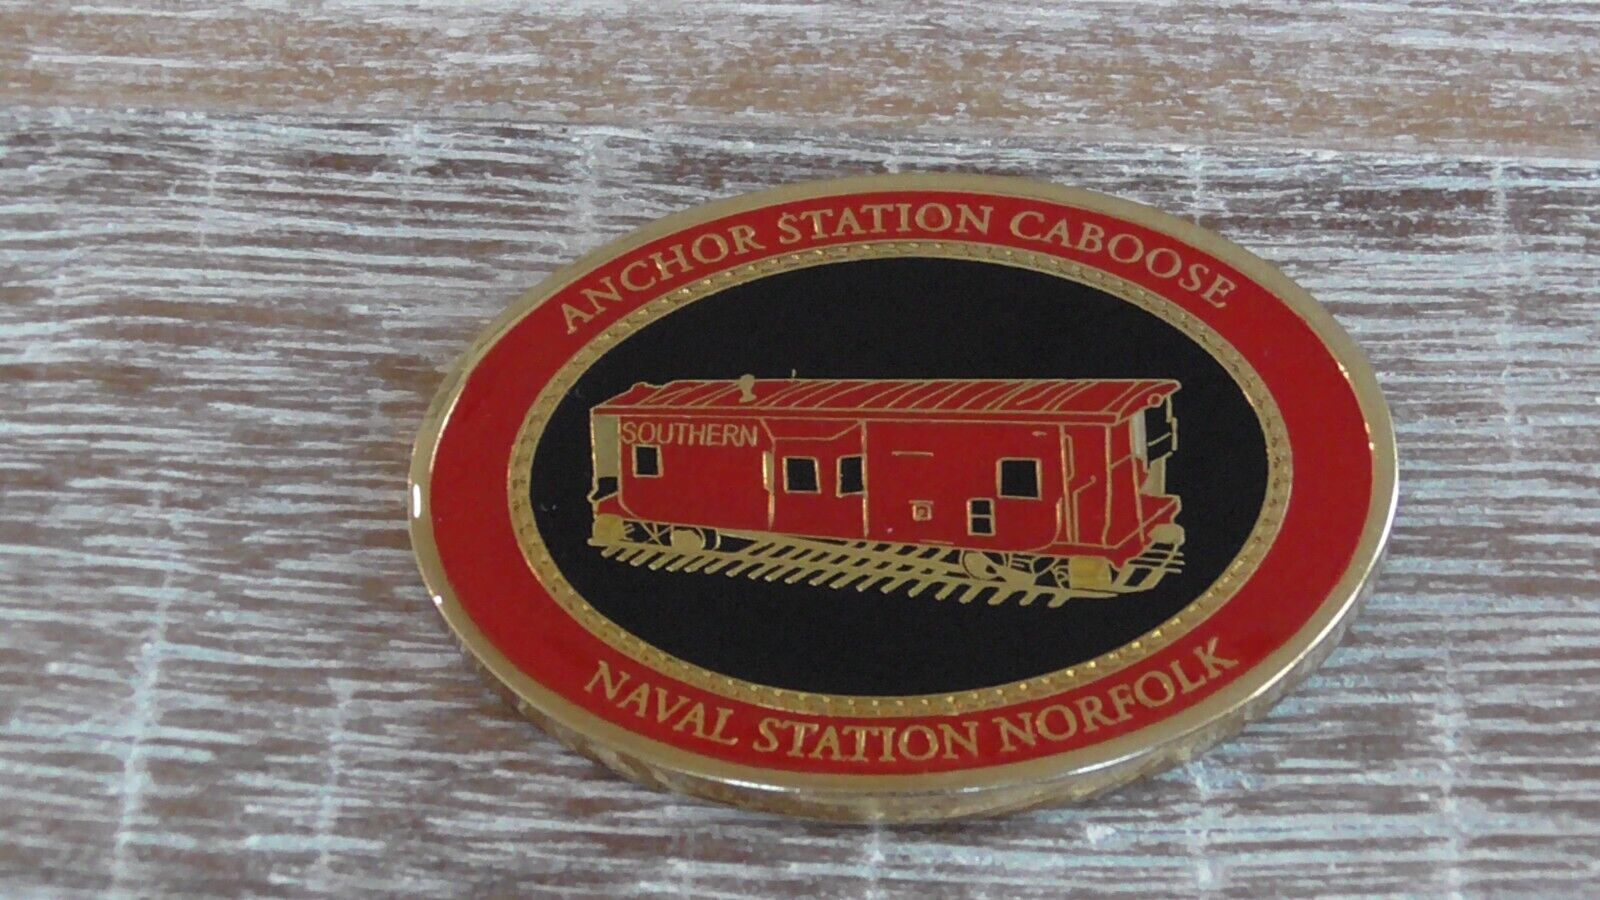 ANCHOR STATION CABOOSE
SOUTHERN
NAVAL STATION NORFOLK